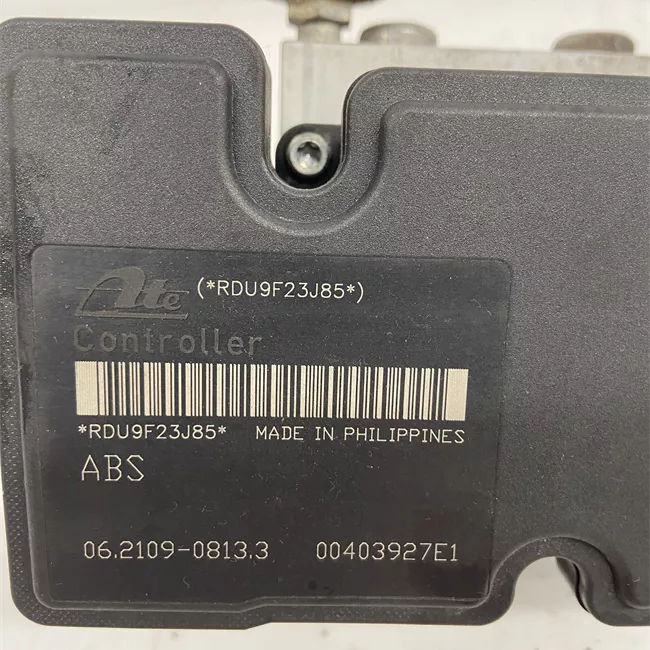 Ate (*RDU9F23J85*)
Controller
*RDU9F23J85* MADE IN PHILIPPINES
ABS
06.2109-0813.3 00403927E1